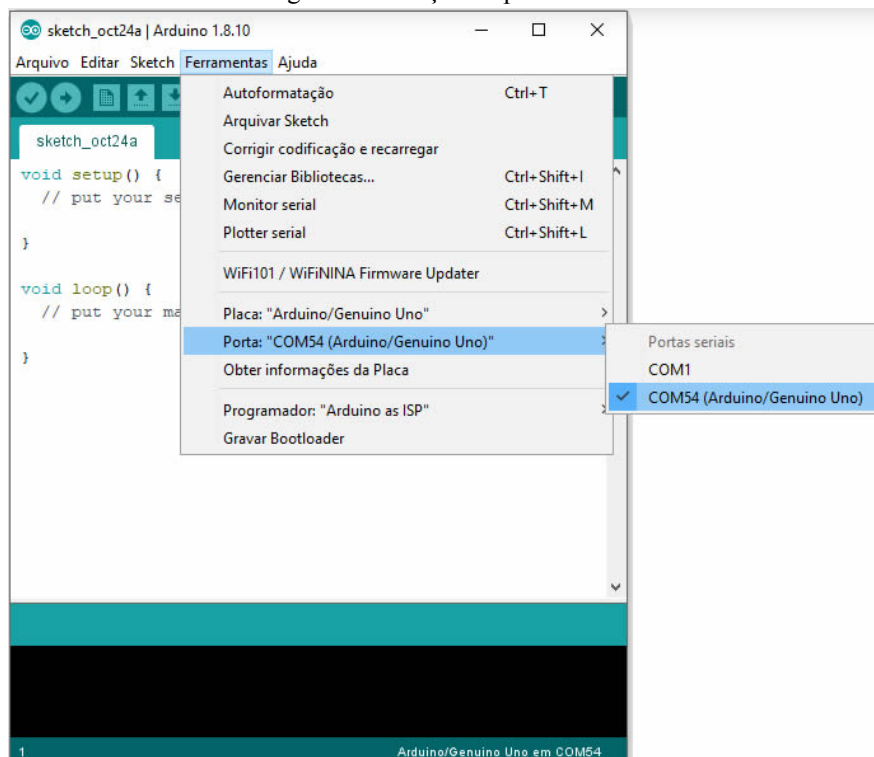 sketch_oct24a | Arduino 1.8.10
Arquivo Editar Sketch Ferramentas Ajuda
sketch_oct24a
void setup() {
// put your se
}
void loop() {
// put your ma
}
Autoformatação Ctrl+T
Arquivar Sketch
Corrigir codificação e recarregar
Gerenciar Bibliotecas... Ctrl+Shift+I
Monitor serial Ctrl+Shift+M
Plotter serial Ctrl+Shift+L
WiFi101 / WiFiNINA Firmware Updater
Placa: "Arduino/Genuino Uno"
Porta: "COM54 (Arduino/Genuino Uno)"
Obter informações da Placa
Programador: "Arduino as ISP"
Gravar Bootloader
Portas seriais
COM1
COM54 (Arduino/Genuino Uno)
1 Arduino/Genuino Uno em COM54